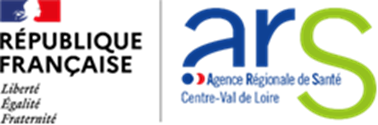 RÉPUBLIQUE
FRANÇAISE
Liberté
Égalité
Fraternité
ars
Agence Régionale de Santé
Centre-Val de Loire